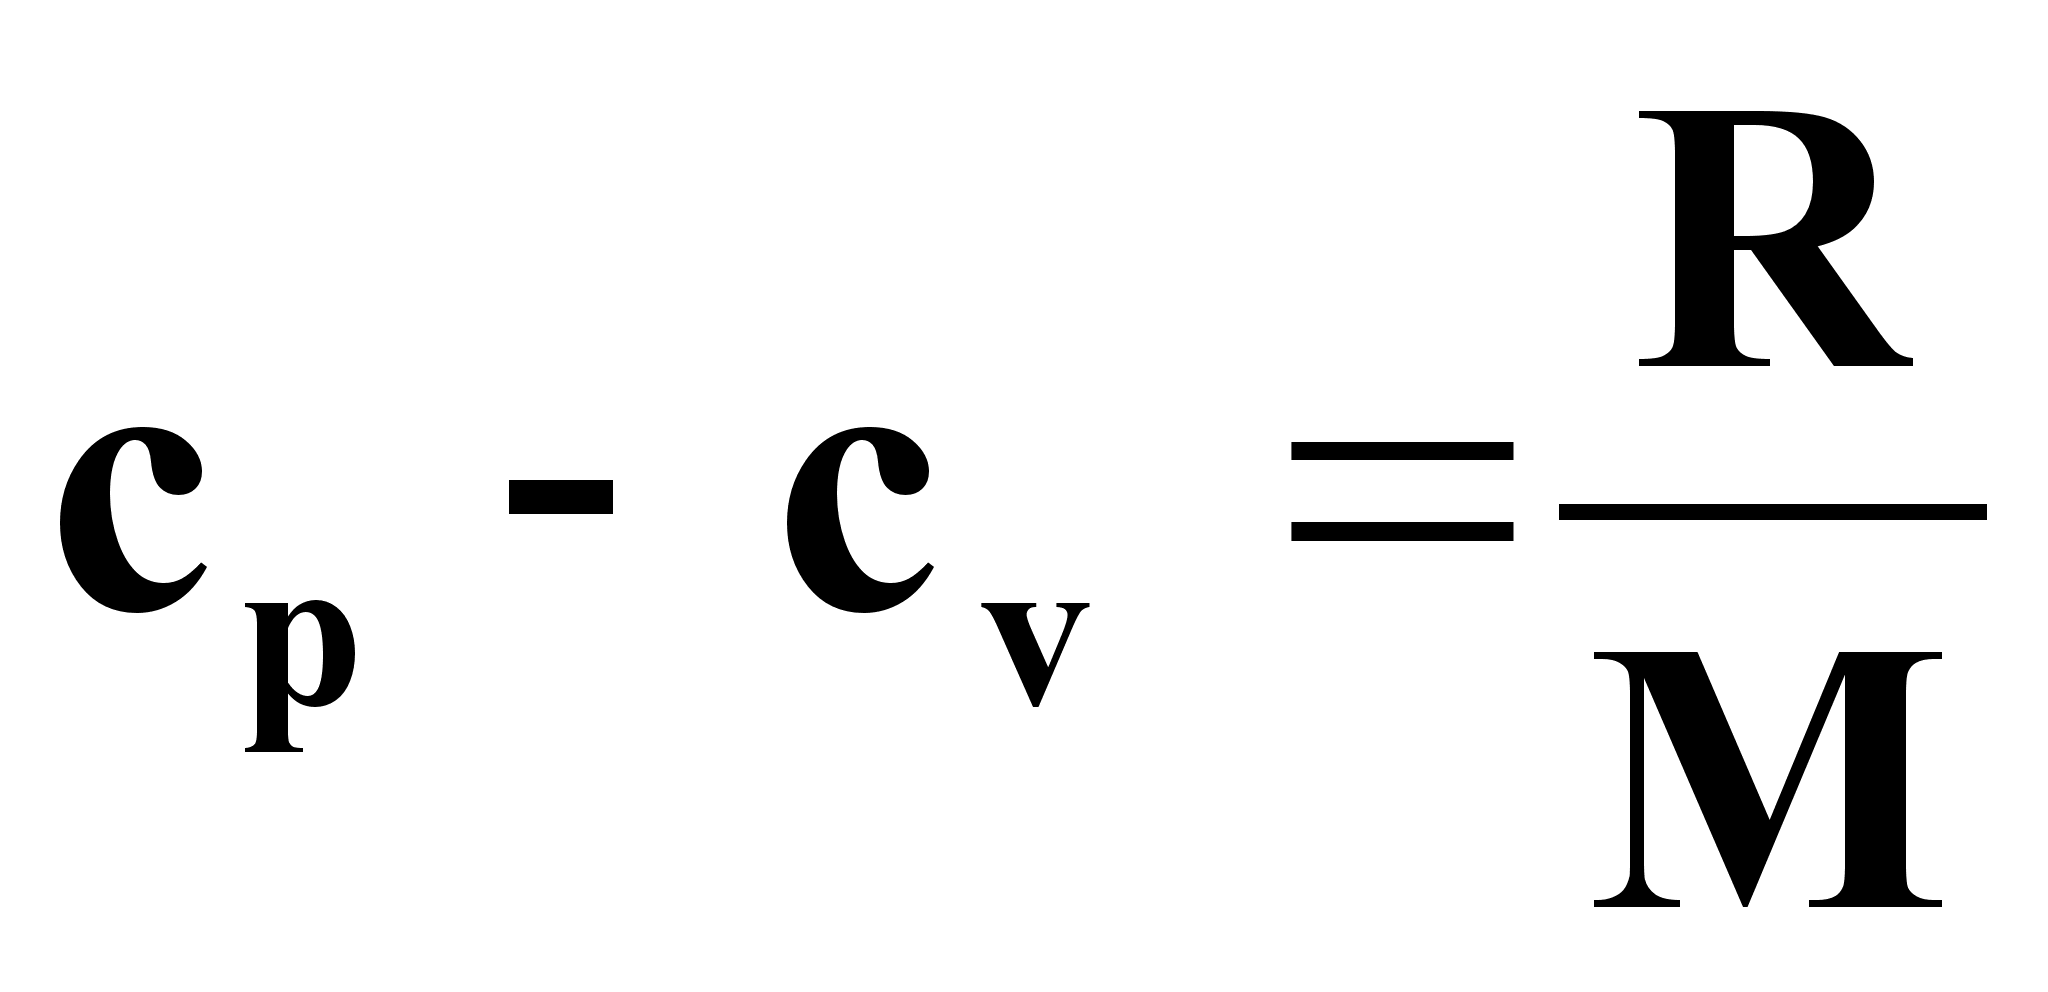 c_p - c_v = R/M